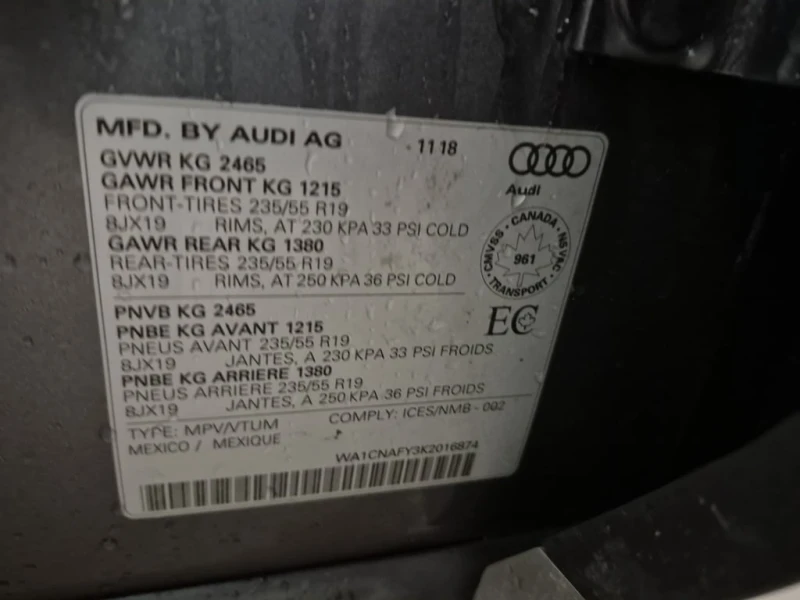 MFD. BY AUDI AG 1118
GVWR KG 2465
GAWR FRONT KG 1215
FRONT-TIRES 235/55 R19
8JX19 RIMS, AT 230 KPA 33 PSI COLD
GAWR REAR KG 1380
REAR-TIRES 235/55 R19
8JX19 RIMS, AT 250 KPA 36 PSI COLD
Audi
CMVSS · CANADA · NSVAC
961
TRANSPORT
EC
PNVB KG 2465
PNBE KG AVANT 1215
PNEUS AVANT 235/55 R19
8JX19 JANTES, A 230 KPA 33 PSI FROIDS
PNBE KG ARRIERE 1380
PNEUS ARRIERE 235/55 R19
8JX19 JANTES, A 250 KPA 36 PSI FROIDS
TYPE: MPV/VTUM COMPLY: ICES/NMB - 002
MEXICO / MEXIQUE
WA1CNAFY3K2016874